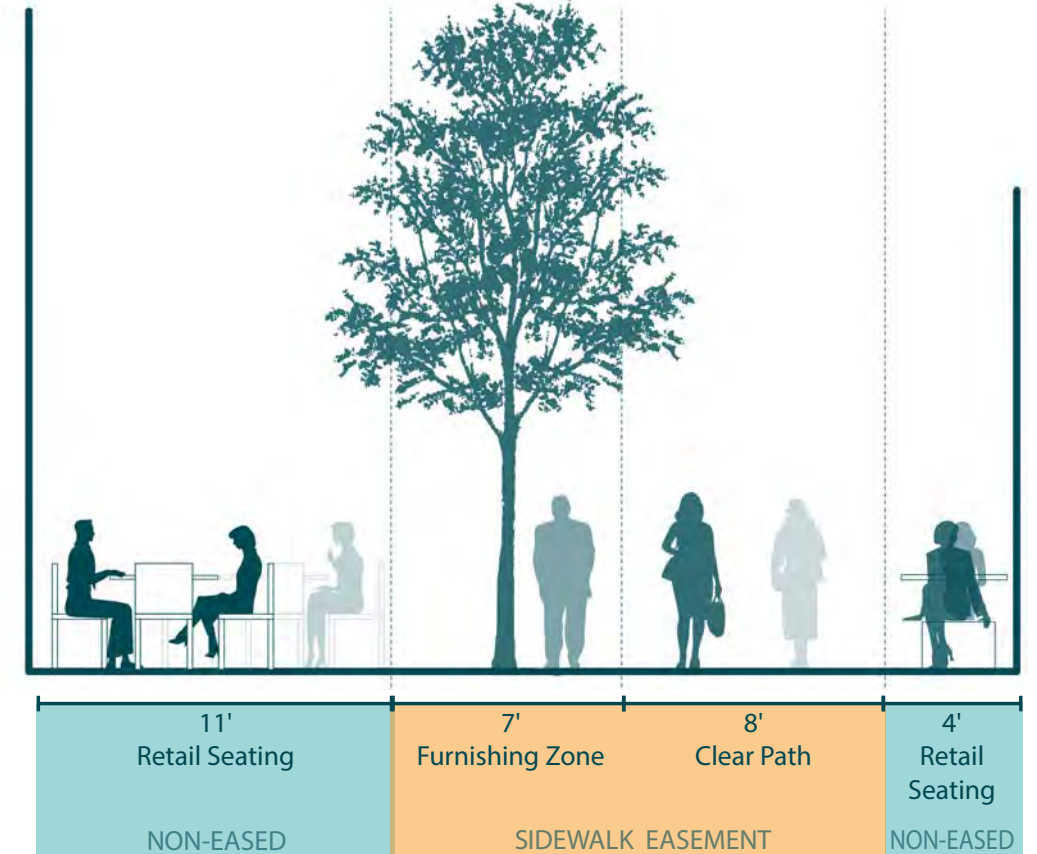 11'
Retail Seating
7'
Furnishing Zone
8'
Clear Path
4'
Retail
Seating
NON-EASED
SIDEWALK EASEMENT
NON-EASED